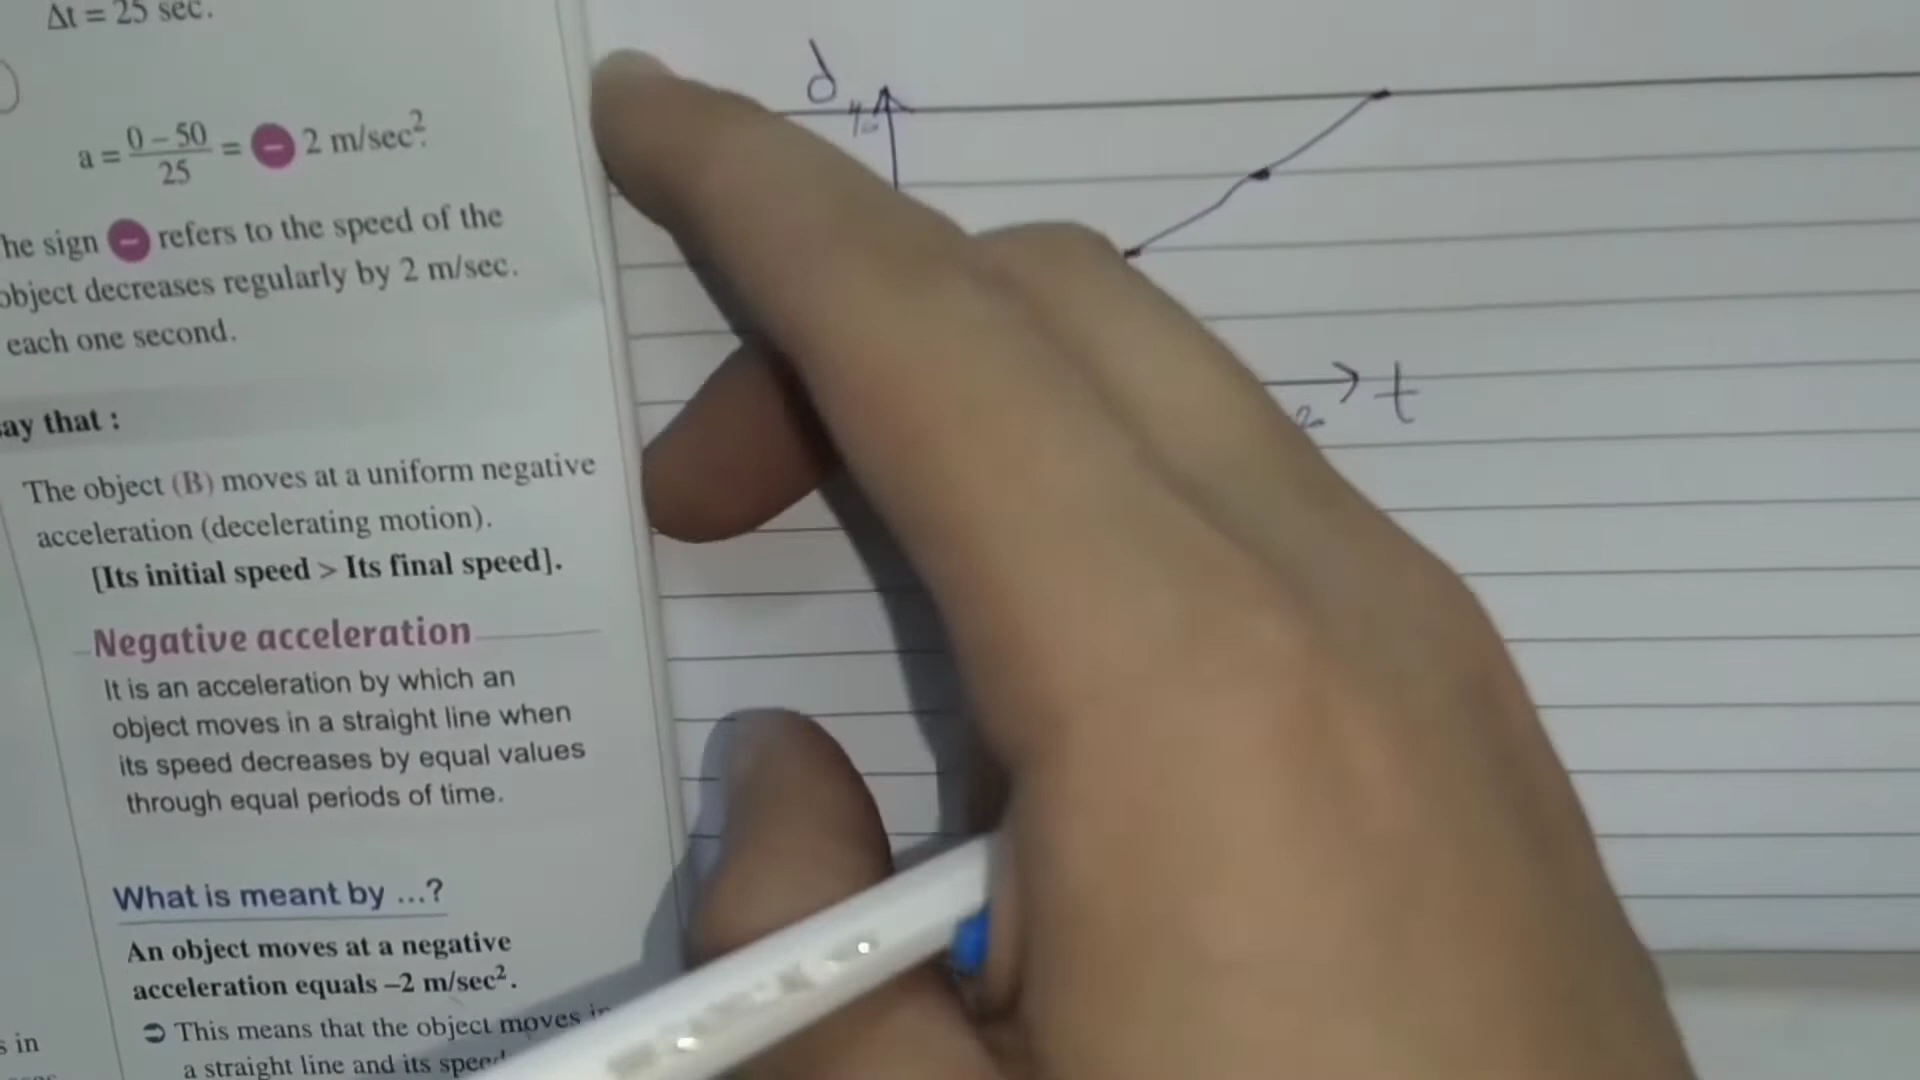 Δt = 25 sec.
a = 0 – 50 / 25 = – 2 m/sec².
he sign – refers to the speed of the
object decreases regularly by 2 m/sec.
each one second.
say that :
The object (B) moves at a uniform negative
acceleration (decelerating motion).
[Its initial speed > Its final speed].
Negative acceleration
It is an acceleration by which an
object moves in a straight line when
its speed decreases by equal values
through equal periods of time.
What is meant by ...?
An object moves at a negative
acceleration equals –2 m/sec².
➲ This means that the object moves in
a straight line and its speed
s in
d
t